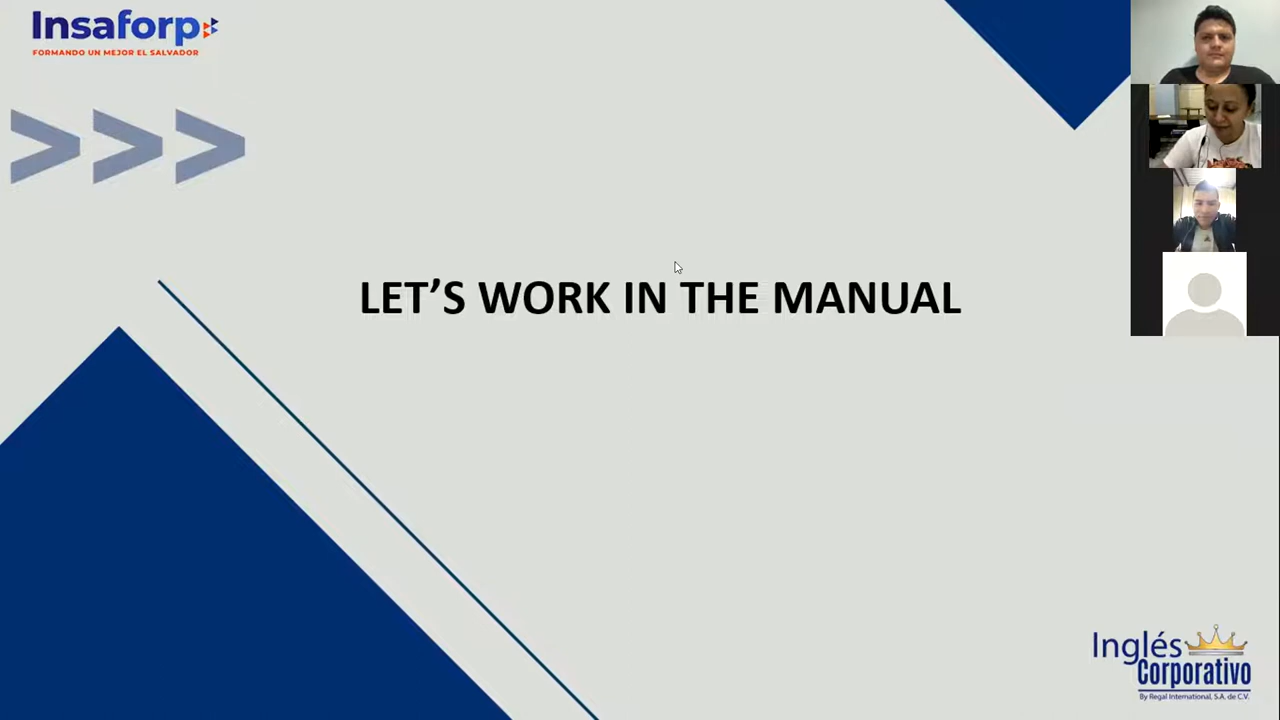 Insaforp
FORMANDO UN MEJOR EL SALVADOR
LET'S WORK IN THE MANUAL
Inglés
Corporativo
By Regal International, S.A. de C.V.